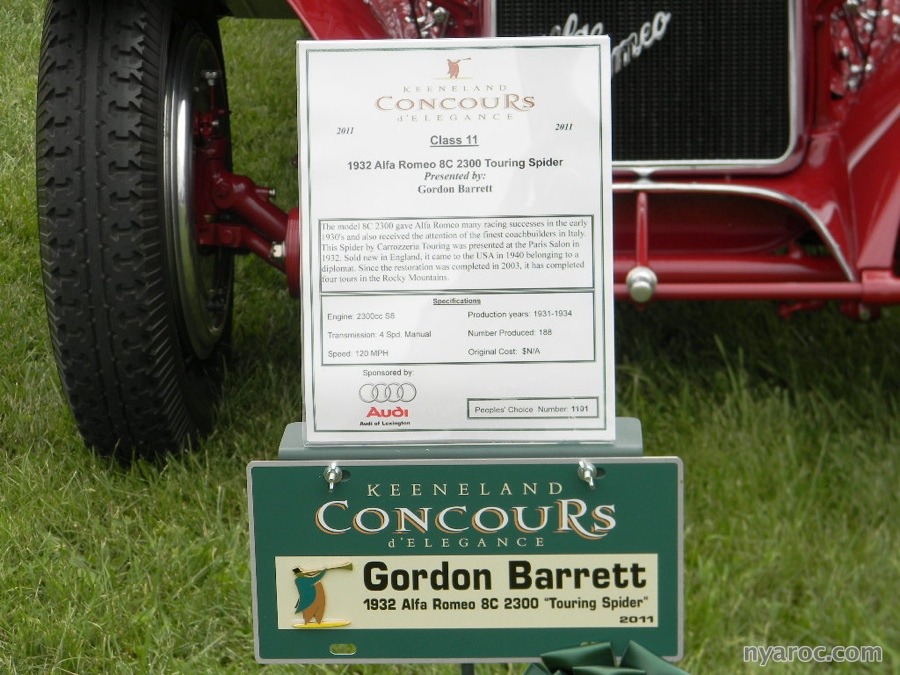 Alfa Romeo
KEENELAND
CONCOURS
d'ELEGANCE
2011
2011
Class 11
1932 Alfa Romeo 8C 2300 Touring Spider
Presented by:
Gordon Barrett
The model 8C 2300 gave Alfa Romeo many racing successes in the early
1930's and also received the attention of the finest coachbuilders in Italy.
This Spider by Carrozzeria Touring was presented at the Paris Salon in
1932. Sold new in England, it came to the USA in 1940 belonging to a
diplomat. Since the restoration was completed in 2003, it has completed
four tours in the Rocky Mountains.
Specifications
Engine: 2300cc S8
Production years: 1931-1934
Transmission: 4 Spd. Manual
Number Produced: 188
Speed: 120 MPH
Original Cost: $N/A
Sponsored by:
Audi
Audi of Lexington
Peoples' Choice Number: 1101
KEENELAND
CONCOURS
d'ELEGANCE
Gordon Barrett
1932 Alfa Romeo 8C 2300 "Touring Spider"
2011
nyaroc.com